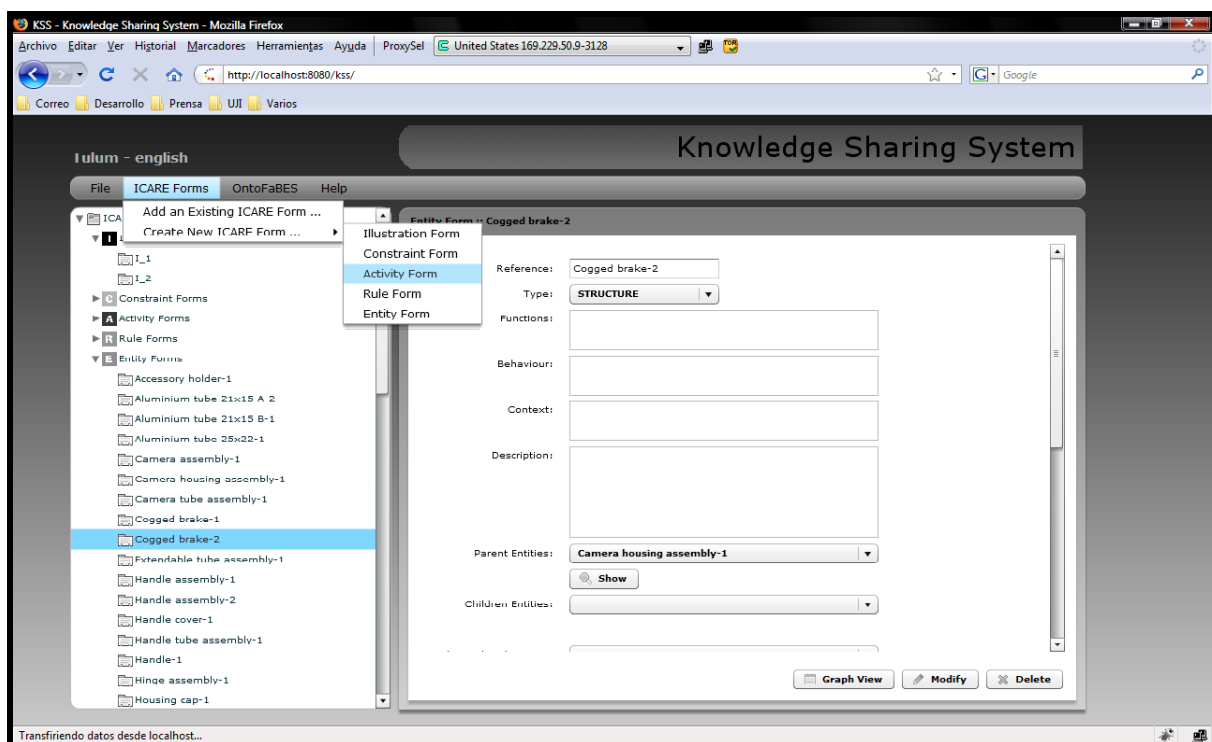 KSS - Knowledge Sharing System - Mozilla Firefox
Archivo Editar Ver Historial Marcadores Herramientas Ayuda ProxySel United States 169.229.50.9-3128
http://localhost:8080/kss/
Google
Correo Desarrollo Prensa UJI Varios
Knowledge Sharing System
Tulum - english
File ICARE Forms OntoFaBES Help
Add an Existing ICARE Form ...
Create New ICARE Form ...
Illustration Form
Constraint Form
Activity Form
Rule Form
Entity Form
ICA
I
I_1
I_2
C Constraint Forms
A Activity Forms
R Rule Forms
E Entity Forms
Accessory holder-1
Aluminium tube 21x15 A-2
Aluminium tube 21x15 B-1
Aluminium tube 25x22-1
Camera assembly-1
Camera housing assembly-1
Camera tube assembly-1
Cogged brake-1
Cogged brake-2
Extendable tube assembly-1
Handle assembly-1
Handle assembly-2
Handle cover-1
Handle tube assembly-1
Handle-1
Hinge assembly-1
Housing cap-1
Entity Form :: Cogged brake-2
Reference: Cogged brake-2
Type: STRUCTURE
Functions:
Behaviour:
Context:
Description:
Parent Entities: Camera housing assembly-1
Show
Children Entities:
Graph View Modify Delete
Transfiriendo datos desde localhost...